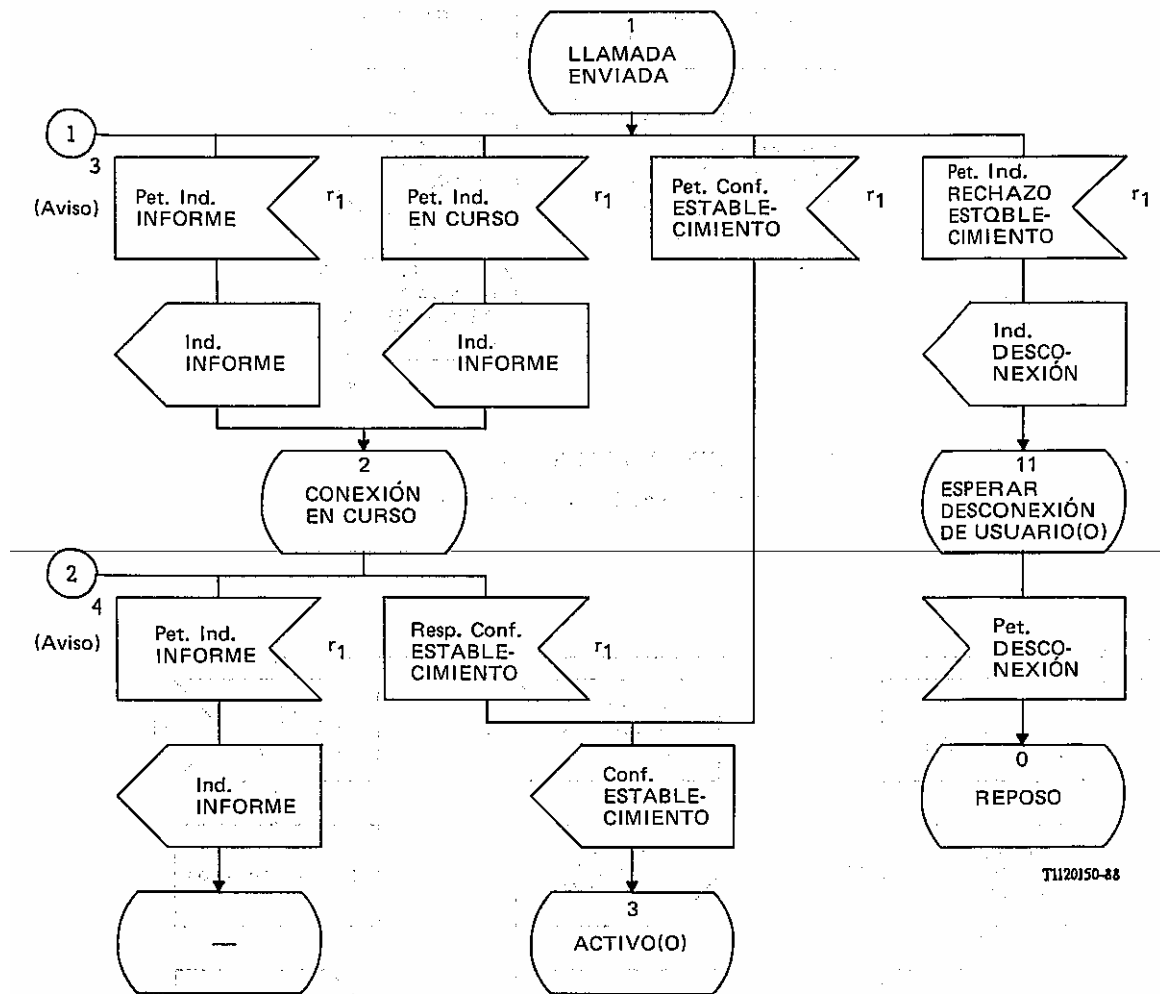 1
LLAMADA
ENVIADA
1
3
(Aviso)
Pet. Ind.
INFORME
r1
Pet. Ind.
EN CURSO
r1
Pet. Conf.
ESTABLE-
CIMIENTO
r1
Pet. Ind.
RECHAZO
ESTQBLE-
CIMIENTO
r1
Ind.
INFORME
Ind.
INFORME
Ind.
DESCO-
NEXIÓN
2
CONEXIÓN
EN CURSO
11
ESPERAR
DESCONEXIÓN
DE USUARIO(O)
2
4
(Aviso)
Pet. Ind.
INFORME
r1
Resp. Conf.
ESTABLE-
CIMIENTO
r1
Pet.
DESCO-
NEXIÓN
Ind.
INFORME
Conf.
ESTABLE-
CIMIENTO
0
REPOSO
T1120150-88
—
3
ACTIVO(O)